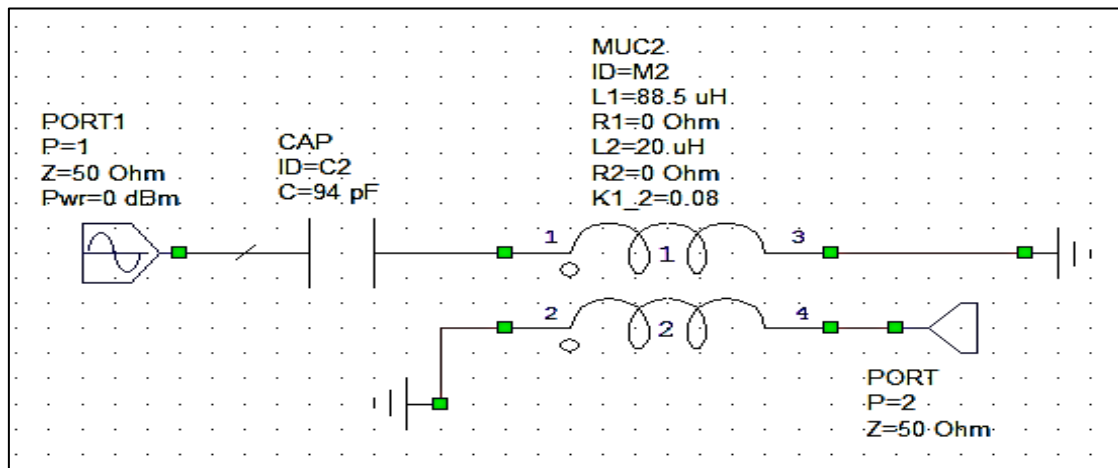 MUC2
ID=M2
L1=88.5 uH
R1=0 Ohm
L2=20 uH
R2=0 Ohm
K1_2=0.08
PORT1
P=1
Z=50 Ohm
Pwr=0 dBm
CAP
ID=C2
C=94 pF
1
1
3
2
2
4
PORT
P=2
Z=50 Ohm